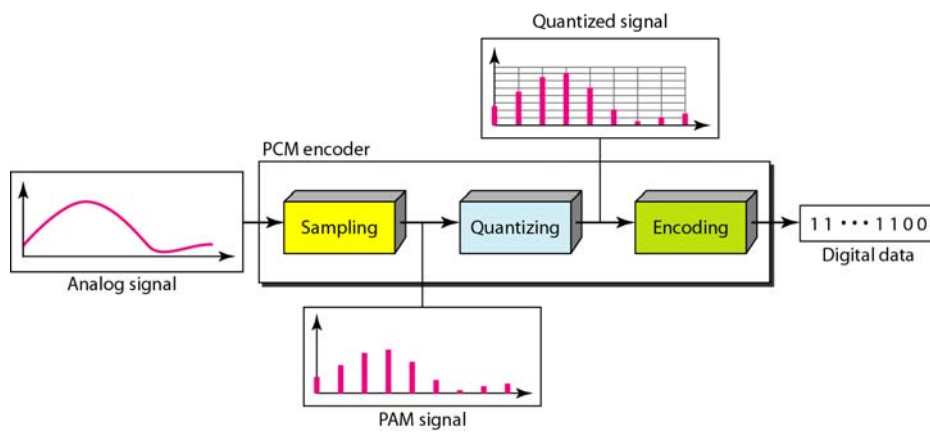 Quantized signal
PCM encoder
Sampling
Quantizing
Encoding
11 ••• 1100
Digital data
Analog signal
PAM signal